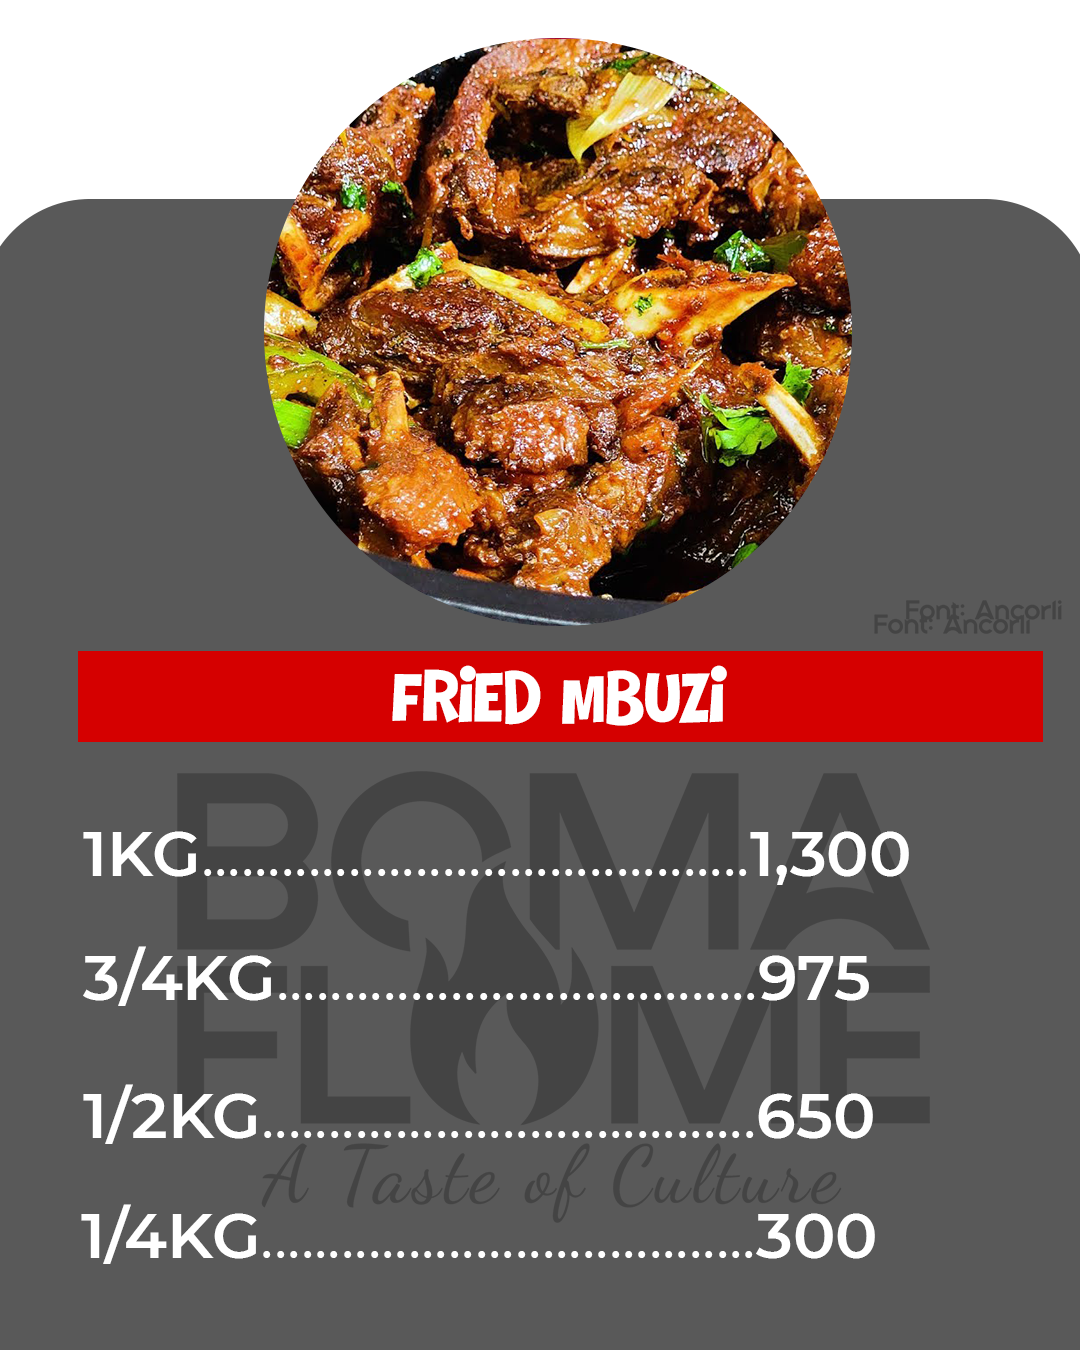 Font: Ancorli
Font: Ancorli
FRiED MBUZi
BOMA
FLOME
1KG.........................................1,300
3/4KG....................................975
1/2KG.....................................650
A Taste of Culture
1/4KG.....................................300